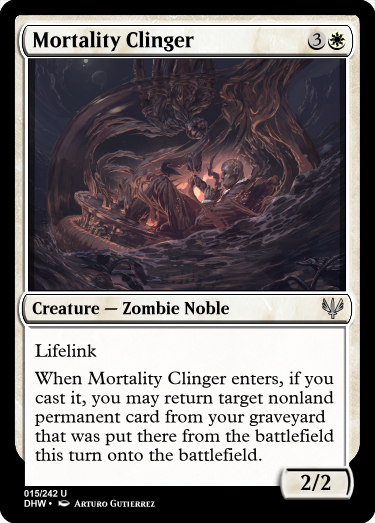 Mortality Clinger 3
Creature — Zombie Noble
Lifelink
When Mortality Clinger enters, if you
cast it, you may return target nonland
permanent card from your graveyard
that was put there from the battlefield
this turn onto the battlefield.
2/2
015/242 U
DHW • Arturo Gutierrez